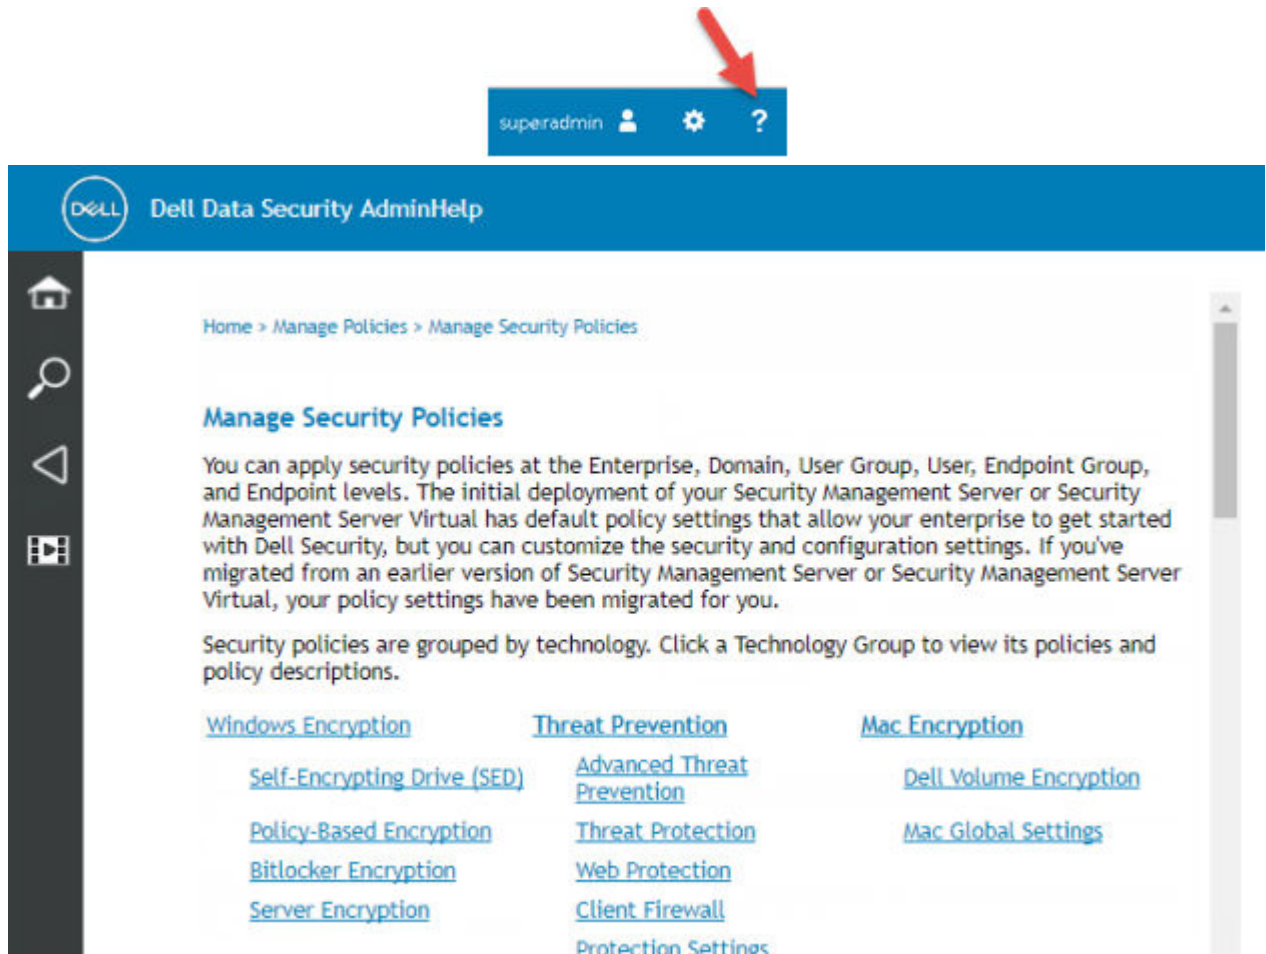 superadmin ?
DELL Dell Data Security AdminHelp
Home > Manage Policies > Manage Security Policies
Manage Security Policies
You can apply security policies at the Enterprise, Domain, User Group, User, Endpoint Group,
and Endpoint levels. The initial deployment of your Security Management Server or Security
Management Server Virtual has default policy settings that allow your enterprise to get started
with Dell Security, but you can customize the security and configuration settings. If you've
migrated from an earlier version of Security Management Server or Security Management Server
Virtual, your policy settings have been migrated for you.
Security policies are grouped by technology. Click a Technology Group to view its policies and
policy descriptions.
Windows Encryption
Self-Encrypting Drive (SED)
Policy-Based Encryption
Bitlocker Encryption
Server Encryption
Threat Prevention
Advanced Threat
Prevention
Threat Protection
Web Protection
Client Firewall
Protection Settings
Mac Encryption
Dell Volume Encryption
Mac Global Settings